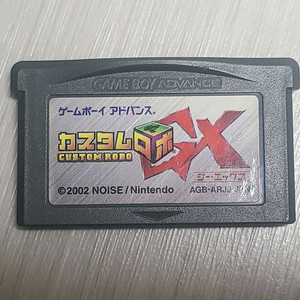 GAME BOY ADVANCE
ゲームボーイ アドバンス
カスタムロボ GX
CUSTOM ROBO
ジー・エックス
©2002 NOISE / Nintendo
AGB-ARJJ-JPN